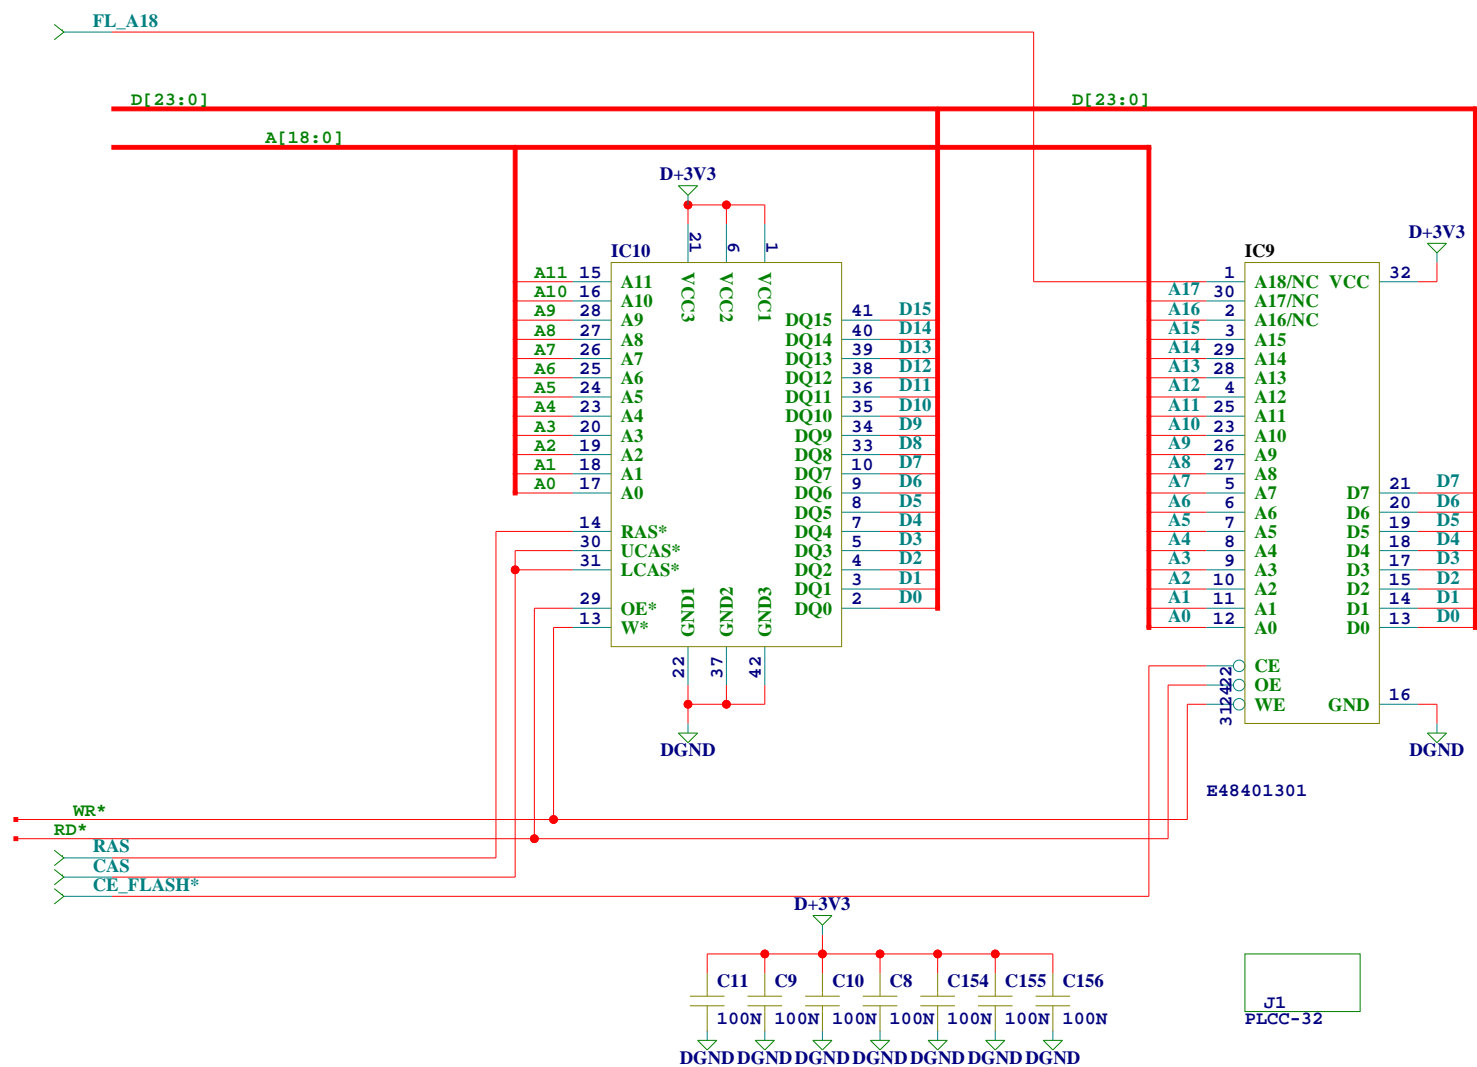 FL_A18
D[23:0] D[23:0]
A[18:0]
D+3V3
21 6 1
IC10
VCC3 VCC2 VCC1
A11 15 A11
A10 16 A10
A9 28 A9
A8 27 A8
A7 26 A7
A6 25 A6
A5 24 A5
A4 23 A4
A3 20 A3
A2 19 A2
A1 18 A1
A0 17 A0
14 RAS*
30 UCAS*
31 LCAS*
29 OE*
13 W*
DQ15 41 D15
DQ14 40 D14
DQ13 39 D13
DQ12 38 D12
DQ11 36 D11
DQ10 35 D10
DQ9 34 D9
DQ8 33 D8
DQ7 10 D7
DQ6 9 D6
DQ5 8 D5
DQ4 7 D4
DQ3 5 D3
DQ2 4 D2
DQ1 3 D1
DQ0 2 D0
GND1 GND2 GND3
22 37 42
DGND
D+3V3
IC9
1 A18/NC VCC 32
A17 30 A17/NC
A16 2 A16/NC
A15 3 A15
A14 29 A14
A13 28 A13
A12 4 A12
A11 25 A11
A10 23 A10
A9 26 A9
A8 27 A8
A7 5 A7
A6 6 A6
A5 7 A5
A4 8 A4
A3 9 A3
A2 10 A2
A1 11 A1
A0 12 A0
D7 21 D7
D6 20 D6
D5 19 D5
D4 18 D4
D3 17 D3
D2 15 D2
D1 14 D1
D0 13 D0
22 CE
24 OE
31 WE GND 16
DGND
E48401301
WR*
RD*
RAS
CAS
CE_FLASH*
D+3V3
C11 C9 C10 C8 C154 C155 C156
100N 100N 100N 100N 100N 100N 100N
DGND DGND DGND DGND DGND DGND DGND
J1
PLCC-32